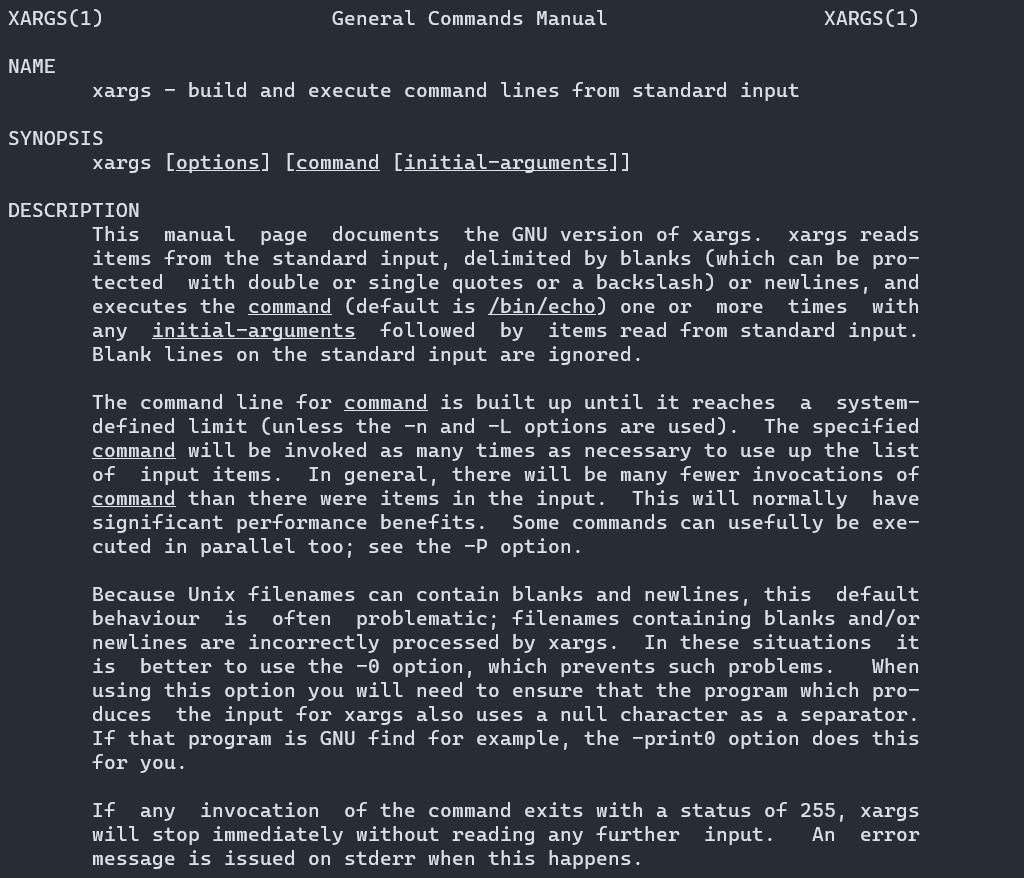 XARGS(1)                   General Commands Manual                  XARGS(1)
NAME
       xargs - build and execute command lines from standard input
SYNOPSIS
       xargs [options] [command [initial-arguments]]
DESCRIPTION
       This  manual  page  documents  the GNU version of xargs.  xargs reads
       items from the standard input, delimited by blanks (which can be pro-
       tected  with double or single quotes or a backslash) or newlines, and
       executes the command (default is /bin/echo) one or  more  times  with
       any  initial-arguments  followed  by  items read from standard input.
       Blank lines on the standard input are ignored.
       The command line for command is built up until it reaches  a  system-
       defined limit (unless the -n and -L options are used).  The specified
       command will be invoked as many times as necessary to use up the list
       of  input items.  In general, there will be many fewer invocations of
       command than there were items in the input.  This will normally  have
       significant performance benefits.  Some commands can usefully be exe-
       cuted in parallel too; see the -P option.
       Because Unix filenames can contain blanks and newlines, this  default
       behaviour  is  often  problematic; filenames containing blanks and/or
       newlines are incorrectly processed by xargs.  In these situations  it
       is  better to use the -0 option, which prevents such problems.   When
       using this option you will need to ensure that the program which pro-
       duces  the input for xargs also uses a null character as a separator.
       If that program is GNU find for example, the -print0 option does this
       for you.
       If  any  invocation  of the command exits with a status of 255, xargs
       will stop immediately without reading any further  input.   An  error
       message is issued on stderr when this happens.